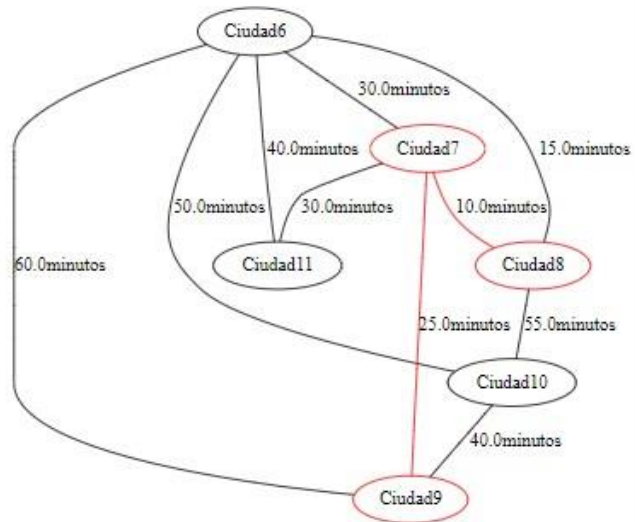 Ciudad6
30.0minutos
40.0minutos
Ciudad7
15.0minutos
50.0minutos
30.0minutos
10.0minutos
60.0minutos
Ciudad11
Ciudad8
25.0minutos
55.0minutos
Ciudad10
40.0minutos
Ciudad9